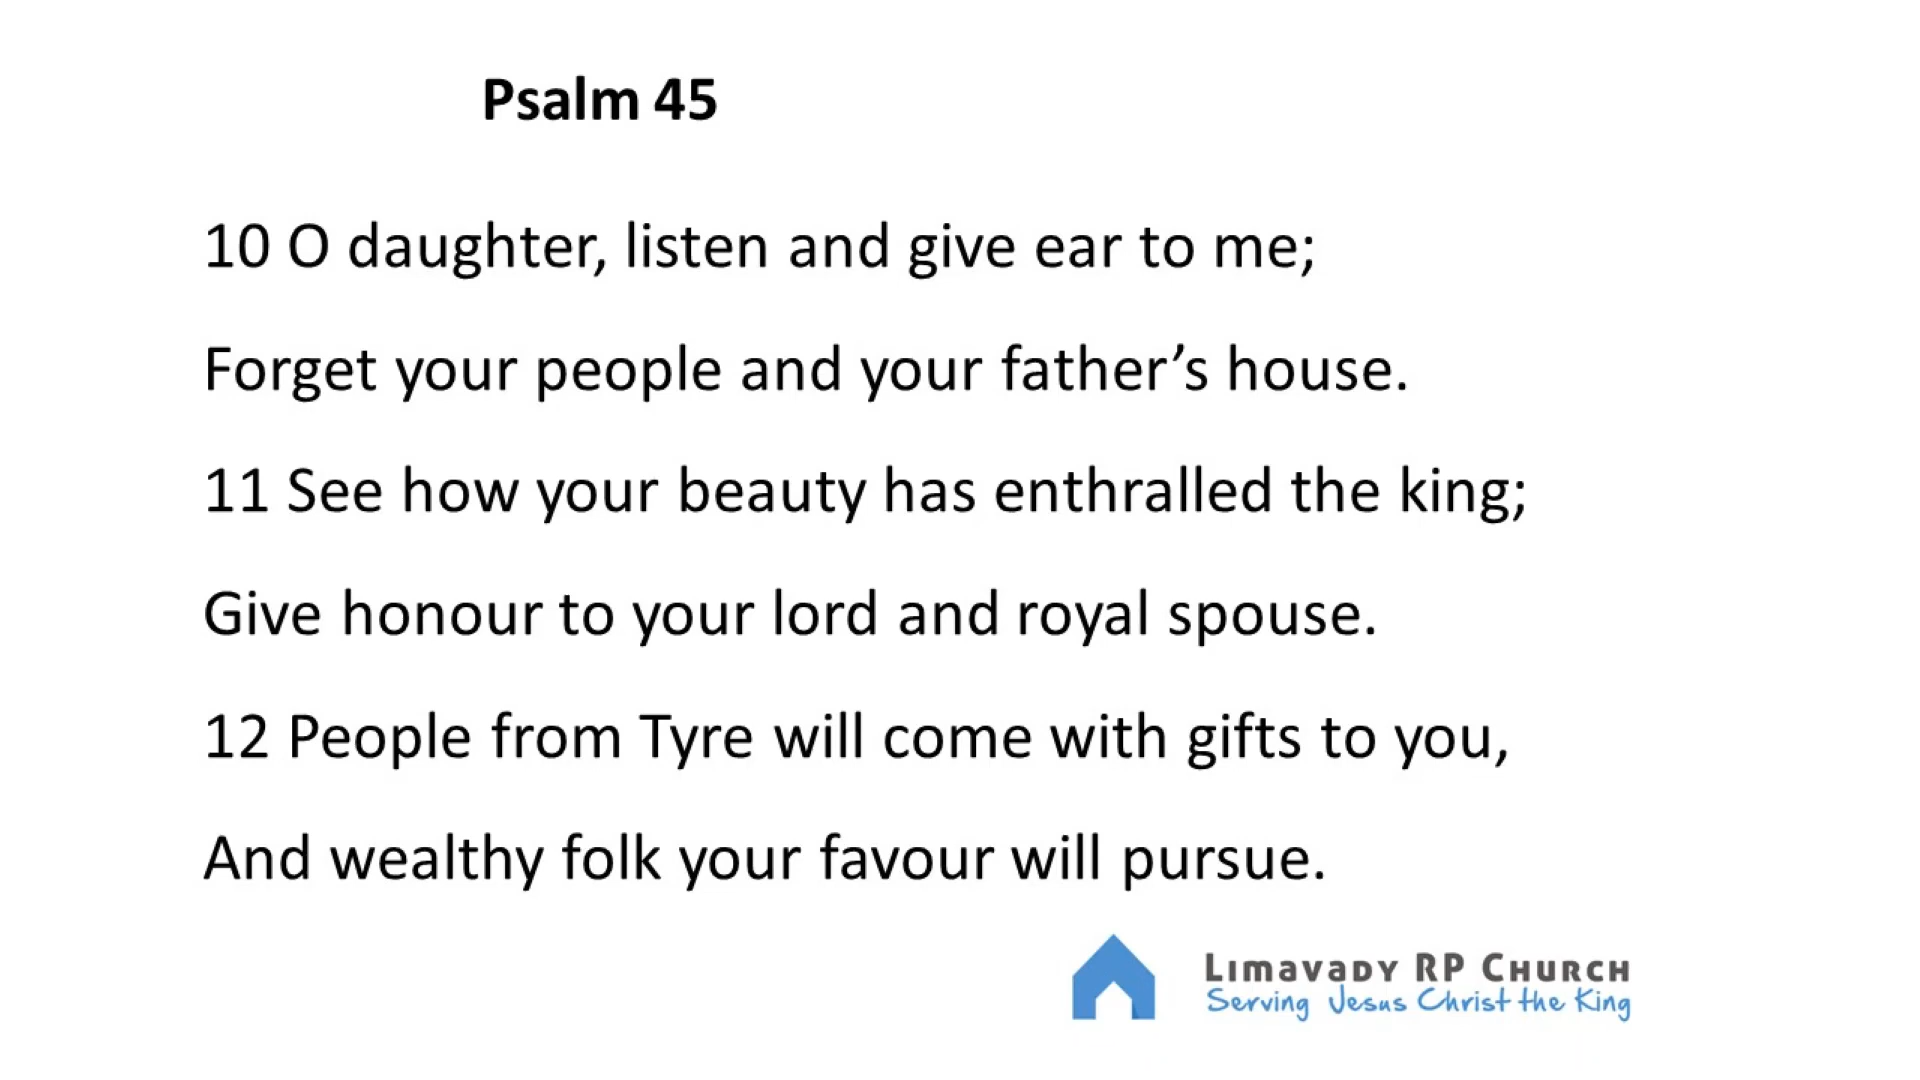 Psalm 45
10 O daughter, listen and give ear to me;
Forget your people and your father’s house.
11 See how your beauty has enthralled the king;
Give honour to your lord and royal spouse.
12 People from Tyre will come with gifts to you,
And wealthy folk your favour will pursue.
Limavady RP Church
Serving Jesus Christ the King